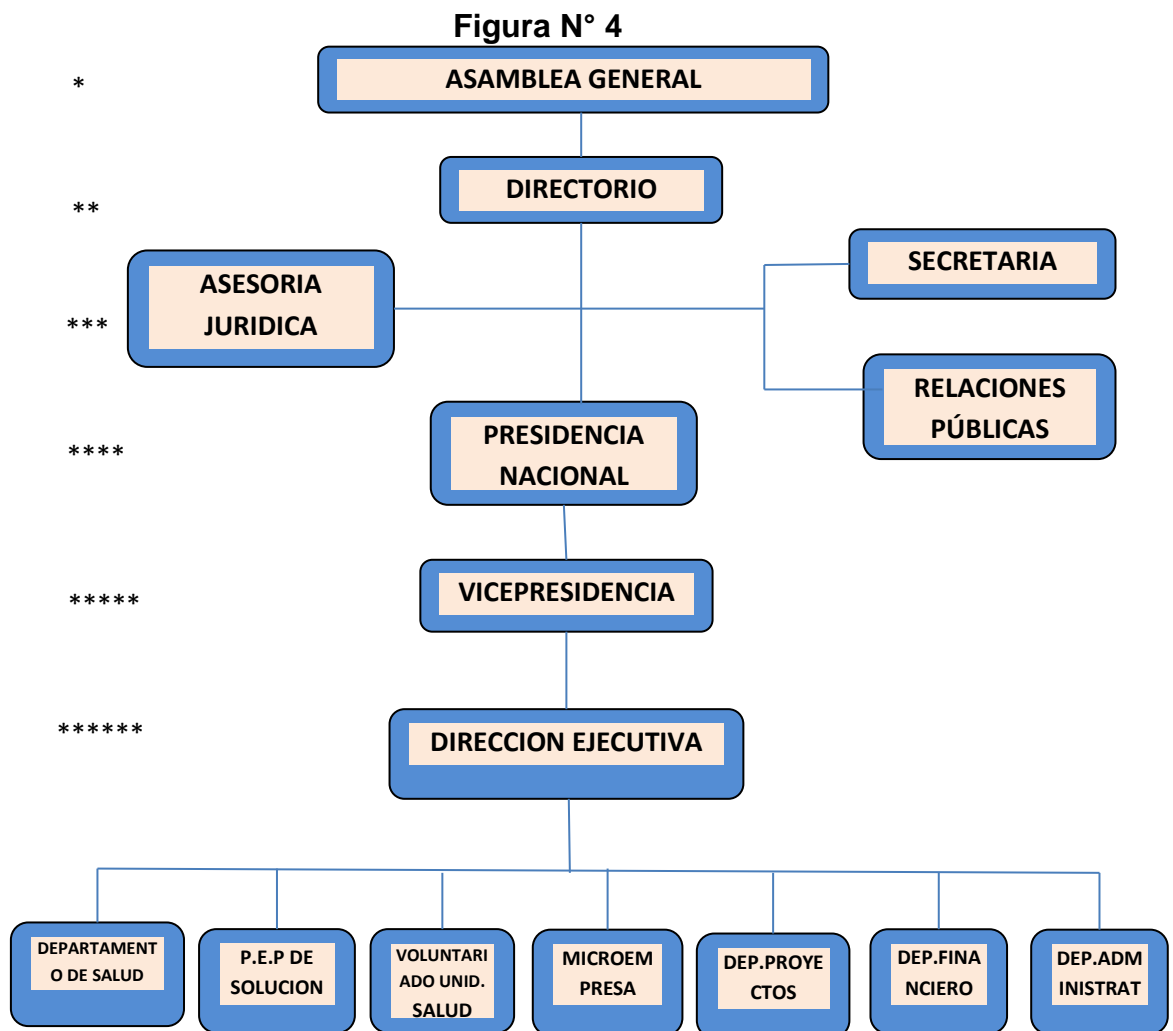 Figura N° 4
*
ASAMBLEA GENERAL
**
DIRECTORIO
SECRETARIA
***
ASESORIA
JURIDICA
RELACIONES
PÚBLICAS
****
PRESIDENCIA
NACIONAL
*****
VICEPRESIDENCIA
******
DIRECCION EJECUTIVA
DEPARTAMENT
O DE SALUD
P.E.P DE
SOLUCION
VOLUNTARI
ADO UNID.
SALUD
MICROEM
PRESA
DEP.PROYE
CTOS
DEP.FINA
NCIERO
DEP.ADM
INISTRAT